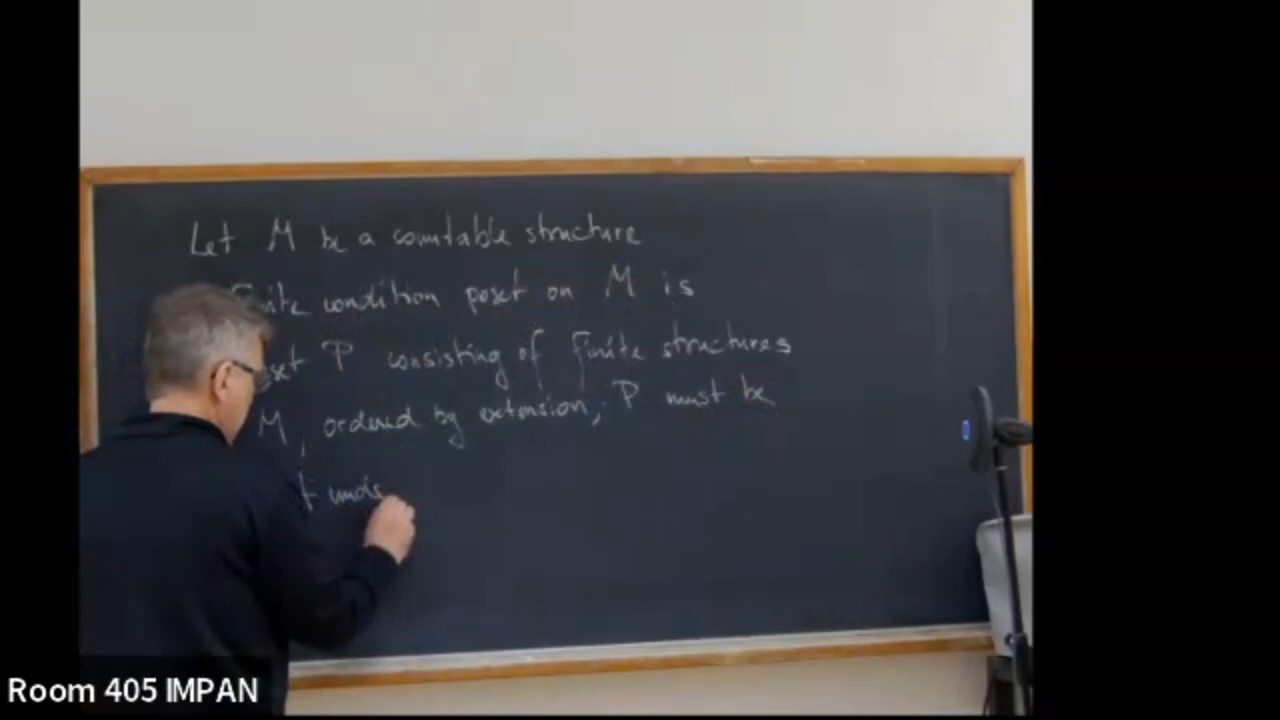 Let M be a countable structure
finite condition poset on M is
P consisting of finite structures
M, ordered by extension, P must be
Room 405 IMPAN